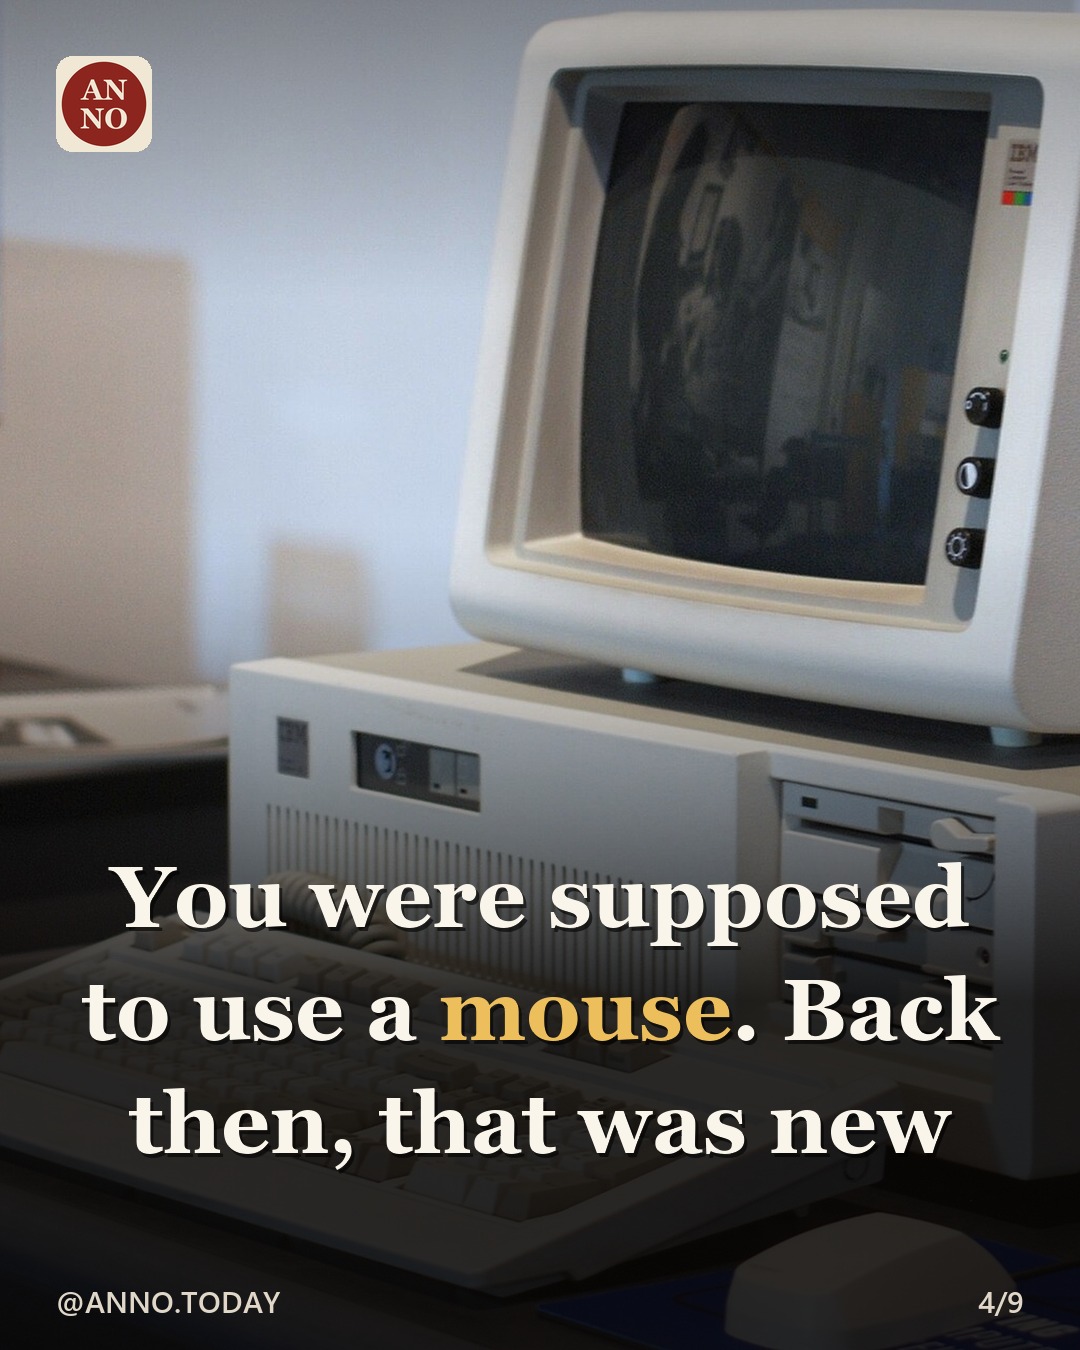 AN
NO
IBM
IBM
You were supposed
to use a mouse. Back
then, that was new
@ANNO.TODAY
4/9